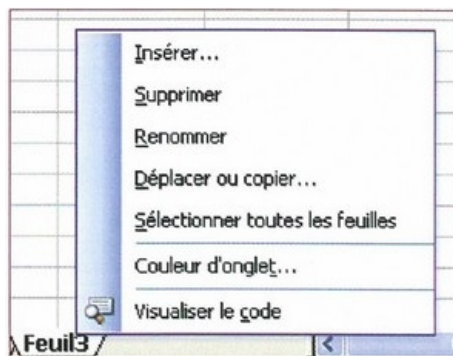 Insérer...
Supprimer
Renommer
Déplacer ou copier...
Sélectionner toutes les feuilles
Couleur d'onglet...
Visualiser le code
Feuil3